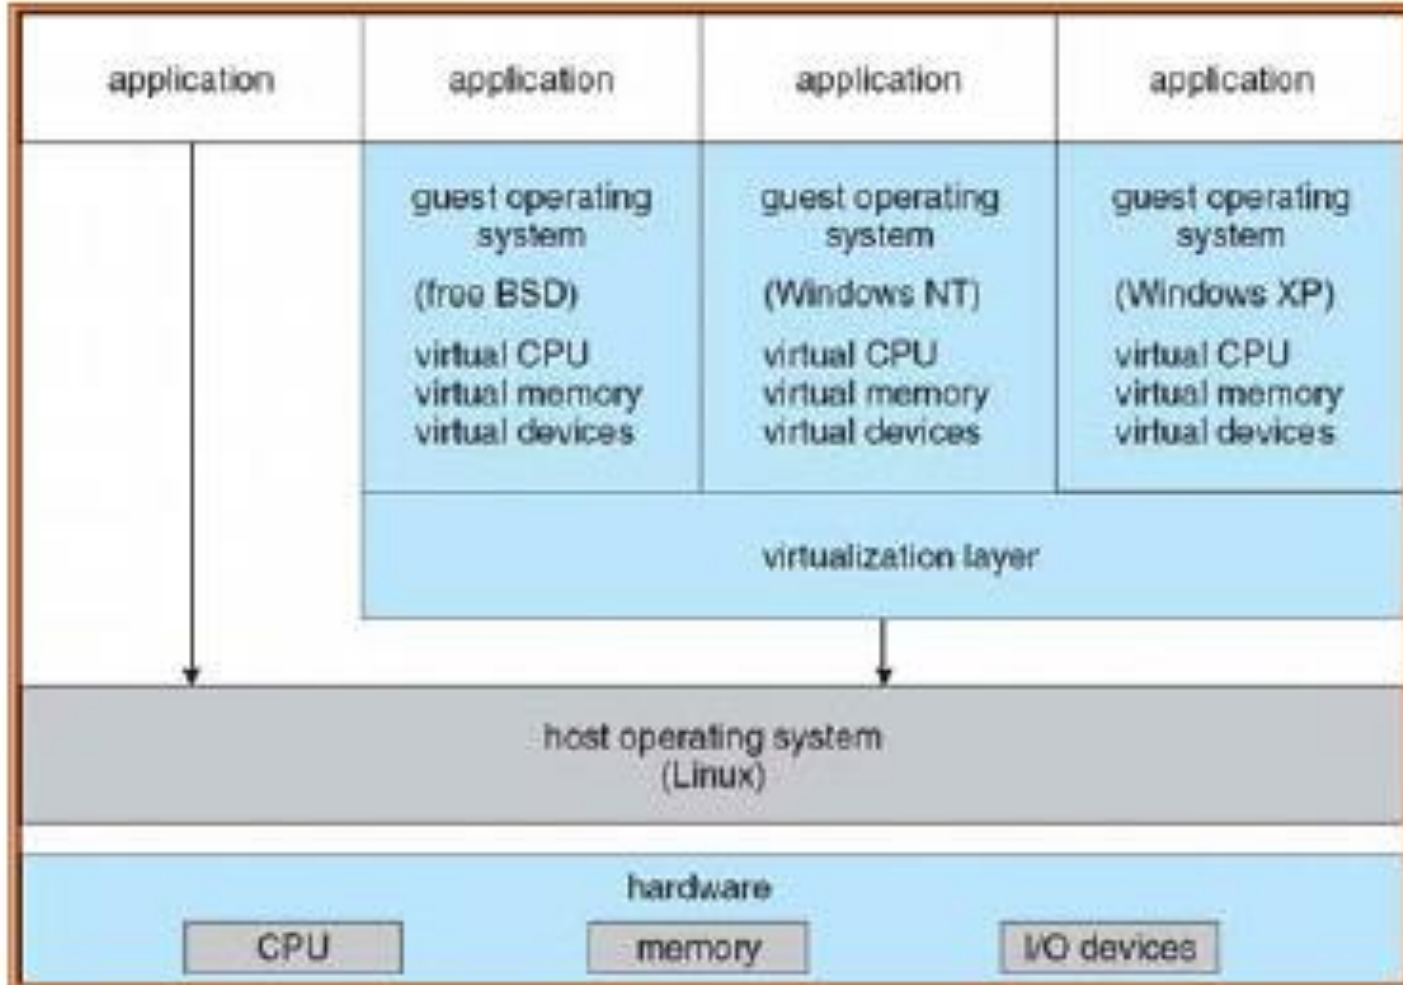 application
application
application
application
guest operating
system
(free BSD)
virtual CPU
virtual memory
virtual devices
guest operating
system
(Windows NT)
virtual CPU
virtual memory
virtual devices
guest operating
system
(Windows XP)
virtual CPU
virtual memory
virtual devices
virtualization layer
host operating system
(Linux)
hardware
CPU
memory
I/O devices